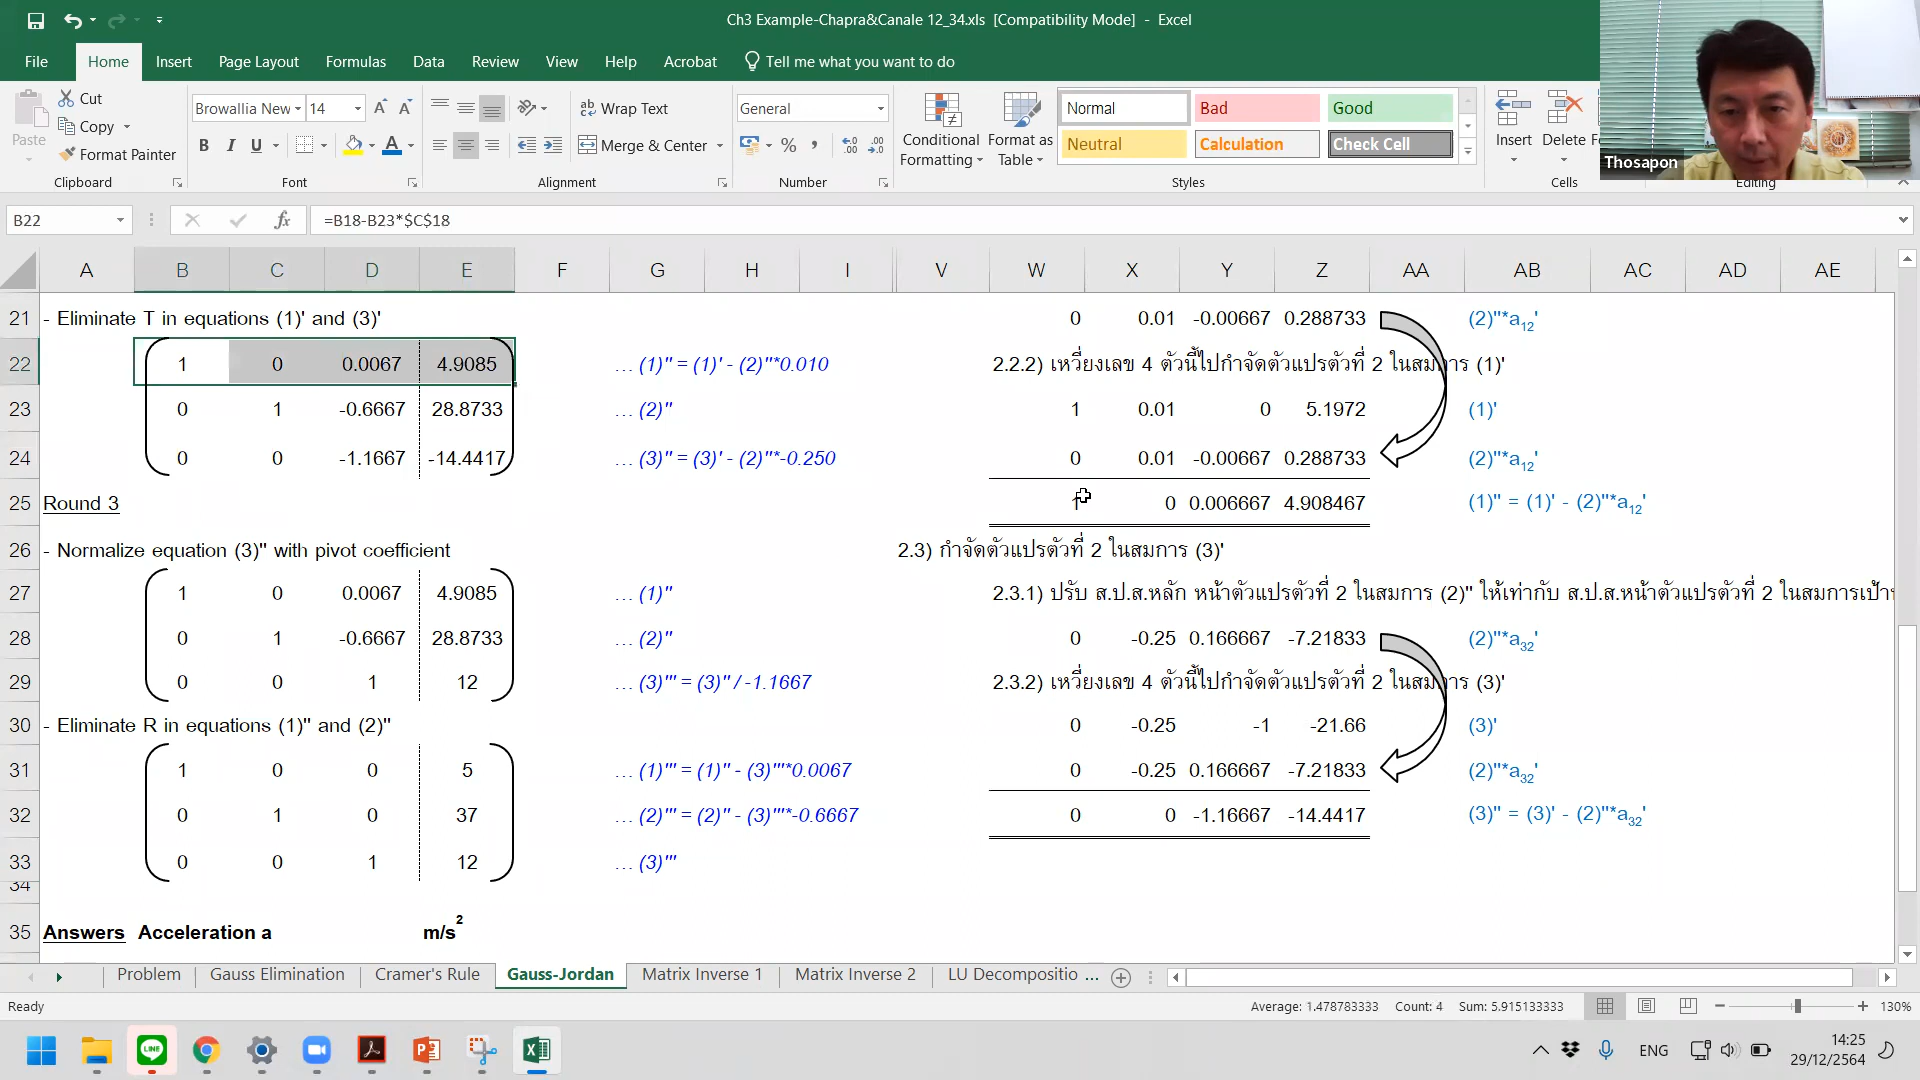 Ch3 Example-Chapra&Canale 12_34.xls [Compatibility Mode] - Excel
File Home Insert Page Layout Formulas Data Review View Help Acrobat Tell me what you want to do
Paste
Cut
Copy
Format Painter
Clipboard
Browallia New 14
B I U
Font
Wrap Text
Merge & Center
Alignment
General
Number
Conditional Formatting
Format as Table
Normal Bad Good
Neutral Calculation Check Cell
Styles
Insert Delete
Cells
Editing
Thosapon
B22 fx =B18-B23*$C$18
A B C D E F G H I V W X Y Z AA AB AC AD AE
21 - Eliminate T in equations (1)' and (3)' 0 0.01 -0.00667 0.288733 (2)"*a12'
22 1 0 0.0067 4.9085 ... (1)" = (1)' - (2)"*0.010 2.2.2) เหวี่ยงเลข 4 ตัวนี้ไปกำจัดตัวแปรตัวที่ 2 ในสมการ (1)'
23 0 1 -0.6667 28.8733 ... (2)" 1 0.01 0 5.1972 (1)'
24 0 0 -1.1667 -14.4417 ... (3)" = (3)' - (2)"*-0.250 0 0.01 -0.00667 0.288733 (2)"*a12'
25 Round 3 1 0 0.006667 4.908467 (1)" = (1)' - (2)"*a12'
26 - Normalize equation (3)" with pivot coefficient 2.3) กำจัดตัวแปรตัวที่ 2 ในสมการ (3)'
27 1 0 0.0067 4.9085 ... (1)" 2.3.1) ปรับ ส.ป.ส.หลัก หน้าตัวแปรตัวที่ 2 ในสมการ (2)" ให้เท่ากับ ส.ป.ส.หน้าตัวแปรตัวที่ 2 ในสมการเป้า
28 0 1 -0.6667 28.8733 ... (2)" 0 -0.25 0.166667 -7.21833 (2)"*a32'
29 0 0 1 12 ... (3)"' = (3)" / -1.1667 2.3.2) เหวี่ยงเลข 4 ตัวนี้ไปกำจัดตัวแปรตัวที่ 2 ในสมการ (3)'
30 - Eliminate R in equations (1)" and (2)" 0 -0.25 -1 -21.66 (3)'
31 1 0 0 5 ... (1)"' = (1)" - (3)"'*0.0067 0 -0.25 0.166667 -7.21833 (2)"*a32'
32 0 1 0 37 ... (2)"' = (2)" - (3)"'*-0.6667 0 0 -1.16667 -14.4417 (3)" = (3)' - (2)"*a32'
33 0 0 1 12 ... (3)"'
34
35 Answers Acceleration a m/s2
Problem Gauss Elimination Cramer's Rule Gauss-Jordan Matrix Inverse 1 Matrix Inverse 2 LU Decompositio ...
Ready Average: 1.478783333 Count: 4 Sum: 5.915133333 130%
ENG 14:25
29/12/2564